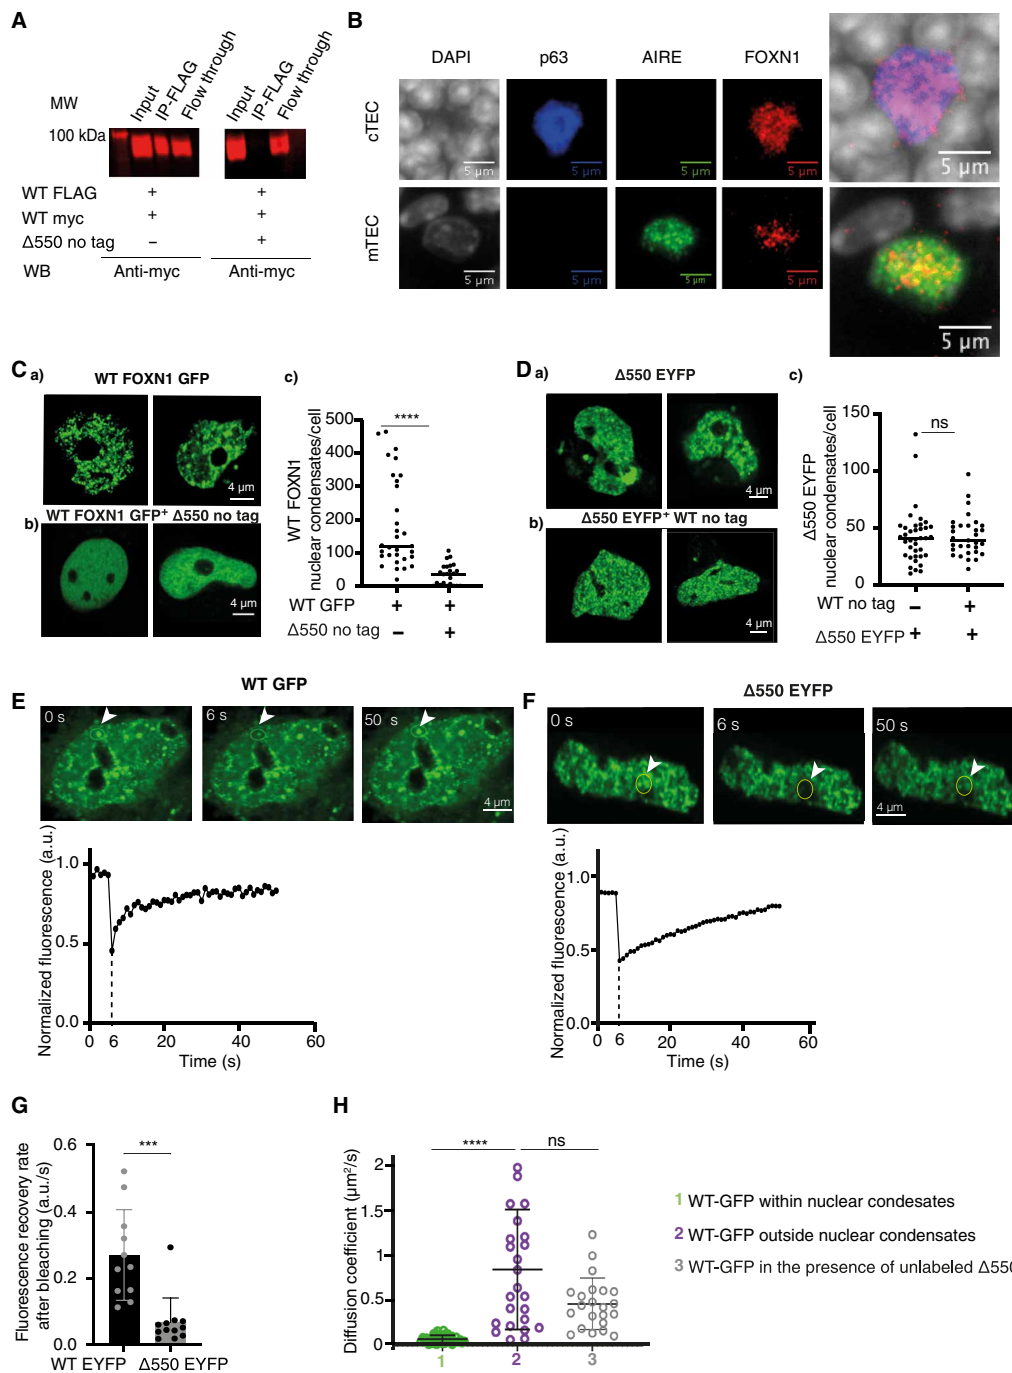 A
MW
Input
IP-FLAG
Flow through
Input
IP-FLAG
Flow through
100 kDa
WT FLAG + +
WT myc + +
Δ550 no tag – +
WB Anti-myc Anti-myc
B
DAPI p63 AIRE FOXN1
cTEC
5 µm 5 µm 5 µm 5 µm
5 µm
mTEC
5 µm 5 µm 5 µm 5 µm
5 µm
C a)
WT FOXN1 GFP
4 µm
b) WT FOXN1 GFP+ Δ550 no tag
4 µm
c)
WT FOXN1
nuclear condensates/cell
500
400
300
200
100
0
****
WT GFP + +
Δ550 no tag – +
D a)
Δ550 EYFP
4 µm
b) Δ550 EYFP+ WT no tag
4 µm
c)
Δ550 EYFP
nuclear condensates/cell
150
100
50
0
ns
WT no tag – +
Δ550 EYFP + +
E
WT GFP
0 s 6 s 50 s
4 µm
Normalized fluorescence (a.u.)
1.0
0.5
0.0
0 6 20 40 60
Time (s)
F
Δ550 EYFP
0 s 6 s 50 s
4 µm
Normalized fluorescence (a.u.)
1.0
0.5
0.0
0 6 20 40 60
Time (s)
G
Fluorescence recovery rate
after bleaching (a.u./s)
0.6
0.4
0.2
0.0
***
WT EYFP Δ550 EYFP
H
Diffusion coefficient (µm²/s)
2
1.5
1
0.5
0
**** ns
1 2 3
1 WT-GFP within nuclear condesates
2 WT-GFP outside nuclear condensates
3 WT-GFP in the presence of unlabeled Δ550